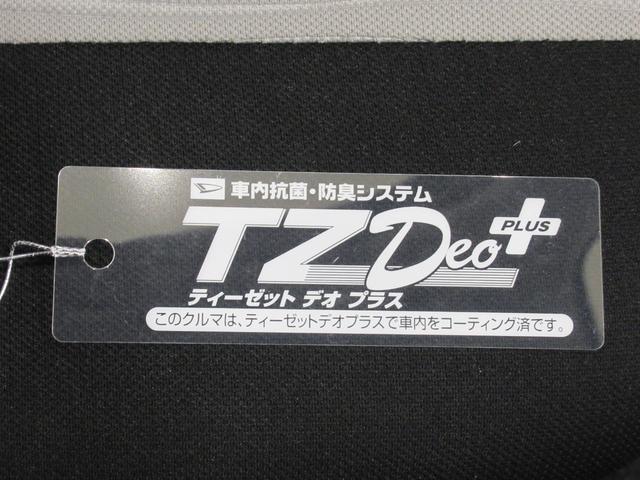 車内抗菌・防臭システム
TZ Deo PLUS
ティーゼット デオ プラス
このクルマは、ティーゼットデオプラスで車内をコーティング済です。